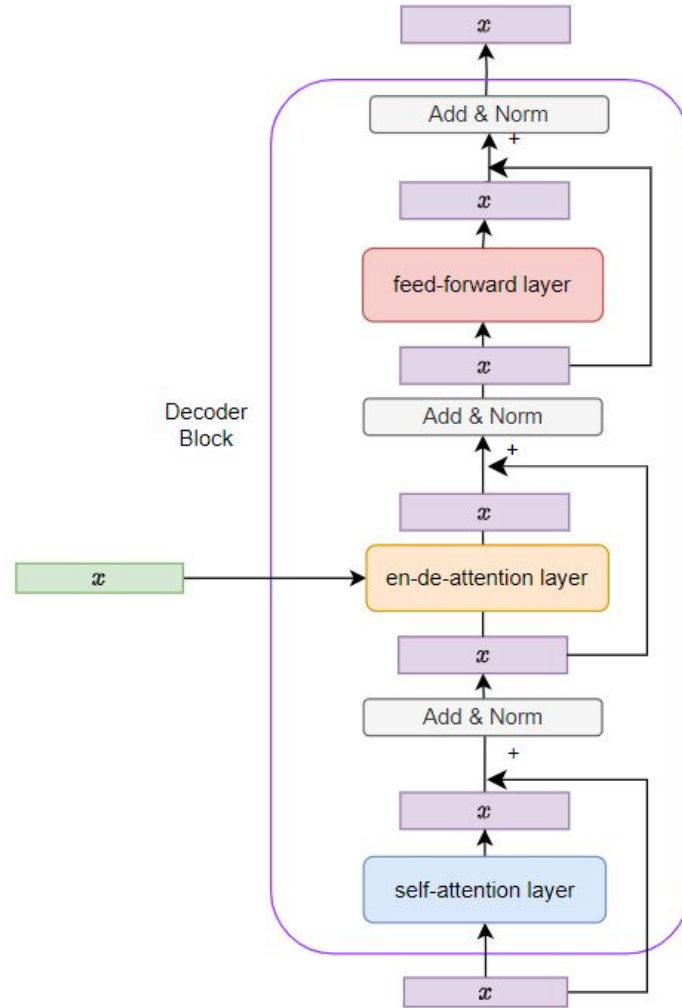 x
Add & Norm
+
x
feed-forward layer
x
Add & Norm
Decoder
Block
+
x
en-de-attention layer
x
x
Add & Norm
+
x
self-attention layer
x